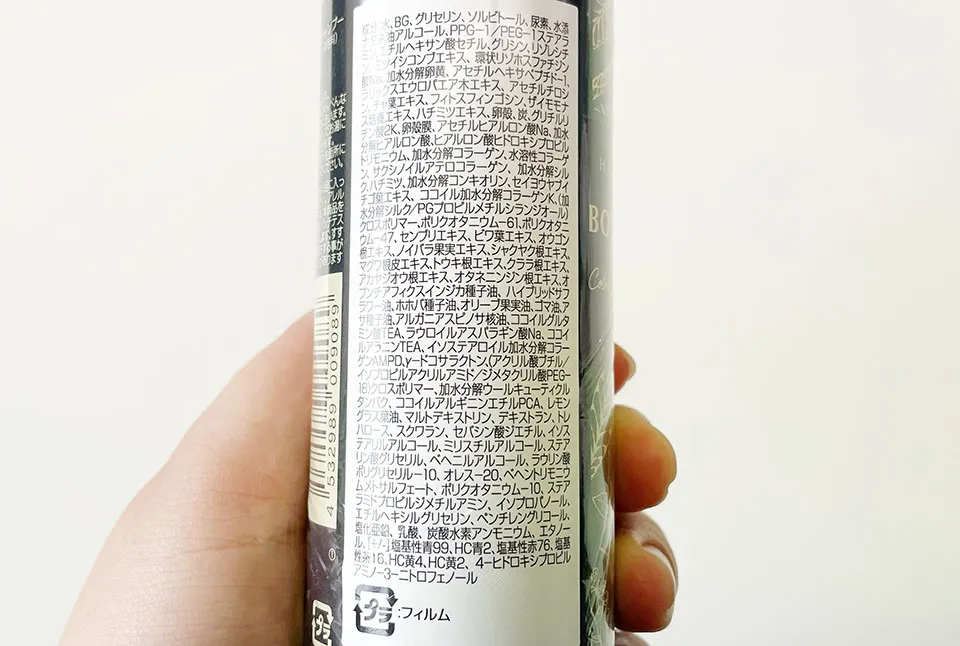 水、BG、グリセリン、ソルビトール、尿素、水添
ナタネ油アルコール、PPG-1/PEG-1ステアラ
ミン、エチルヘキサン酸セチル、グリシン、リゾレシチ
ン、ミツイシコンブエキス、環状リゾホスファチジン
酸Na、加水分解卵黄、アセチルヘキサペプチド-1、
ラリックスエウロパエア木エキス、アセチルチロシ
ン、チャ葉エキス、フィトスフィンゴシン、ザイモモナ
ス培養エキス、ハチミツエキス、卵殻、炭、グリチルリ
チン酸2K、卵殻膜、アセチルヒアルロン酸Na、加水
分解ヒアルロン酸、ヒアルロン酸ヒドロキシプロピル
トリモニウム、加水分解コラーゲン、水溶性コラーゲ
ン、サクシノイルアテロコラーゲン、加水分解シル
ク、ハチミツ、加水分解コンキオリン、セイヨウヤブイ
チゴ葉エキス、ココイル加水分解コラーゲンK、(加
水分解シルク/PGプロピルメチルシランジオール)
クロスポリマー、ポリクオタニウム-61、ポリクオタニ
ウム-47、センブリエキス、ビワ葉エキス、オウゴン
根エキス、ノイバラ果実エキス、シャクヤク根エキス、
マグワ根皮エキス、トウキ根エキス、クララ根エキス、
アカヤジオウ根エキス、オタネニンジン根エキス、オ
プンチアフィクスインジカ種子油、ハイブリッドサフ
ラワー油、ホホバ種子油、オリーブ果実油、ゴマ油、ア
サ種子油、アルガニアスピノサ核油、ココイルグルタ
ミン酸TEA、ラウロイルアスパラギン酸Na、ココイ
ルアラニンTEA、イソステアロイル加水分解コラー
ゲンAMPD、γ-ドコサラクトン、(アクリル酸ブチル/
イソプロピルアクリルアミド/ジメタクリル酸PEG-
18)クロスポリマー、加水分解ウールキューティクル
タンパク、ココイルアルギニンエチルPCA、レモン
グラス葉油、マルトデキストリン、デキストラン、トレ
ハロース、スクワラン、セバシン酸ジエチル、イソス
テアリルアルコール、ミリスチルアルコール、ステア
リン酸グリセリル、ベヘニルアルコール、ラウリン酸
ポリグリセリル-10、オレス-20、ベヘントリモニウ
ムメトサルフェート、ポリクオタニウム-10、ステア
ラミドプロピルジメチルアミン、イソプロパノール、
エチルヘキシルグリセリン、ペンチレングリコール、
塩化亜鉛、乳酸、炭酸水素アンモニウム、エタノー
ル、[+/-]塩基性青99、HC青2、塩基性赤76、塩基
性茶16、HC黄4、HC黄2、4-ヒドロキシプロピル
アミノ-3-ニトロフェノール
プラ
:フィルム
4 532989 009089
プラ
BO